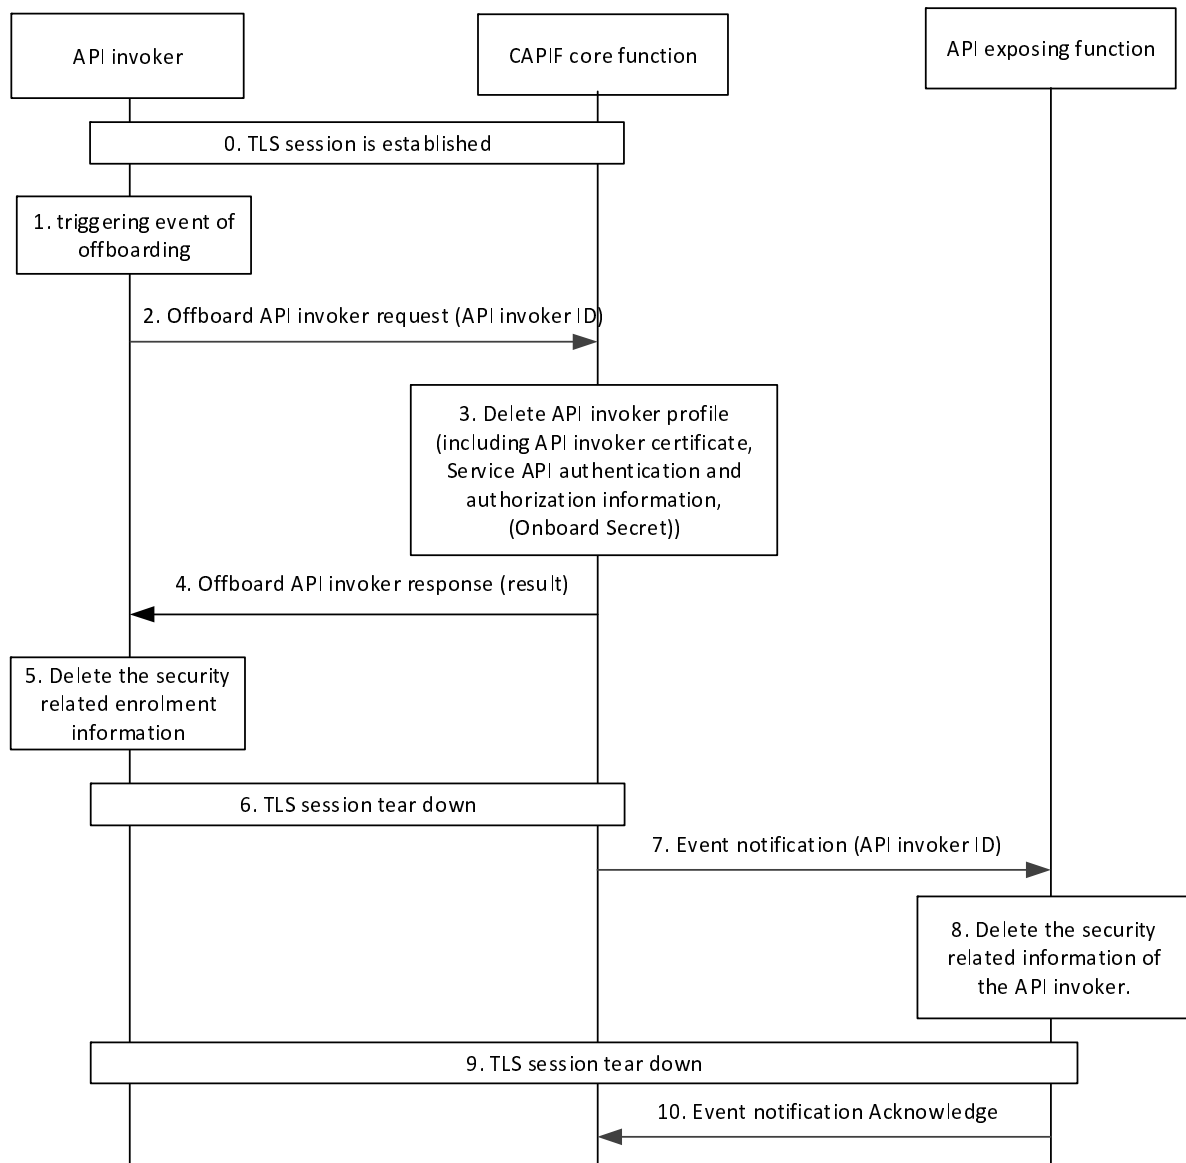 API invoker
CAPIF core function
API exposing function
0. TLS session is established
1. triggering event of
offboarding
2. Offboard API invoker request (API invoker ID)
3. Delete API invoker profile
(including API invoker certificate,
Service API authentication and
authorization information,
(Onboard Secret))
4. Offboard API invoker response (result)
5. Delete the security
related enrolment
information
6. TLS session tear down
7. Event notification (API invoker ID)
8. Delete the security
related information of
the API invoker.
9. TLS session tear down
10. Event notification Acknowledge